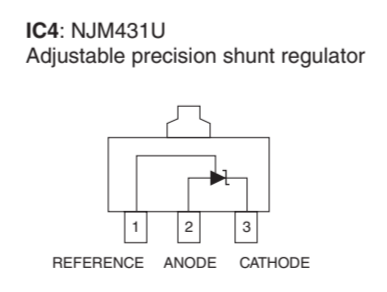 IC4: NJM431U
Adjustable precision shunt regulator
1 2 3
REFERENCE ANODE CATHODE